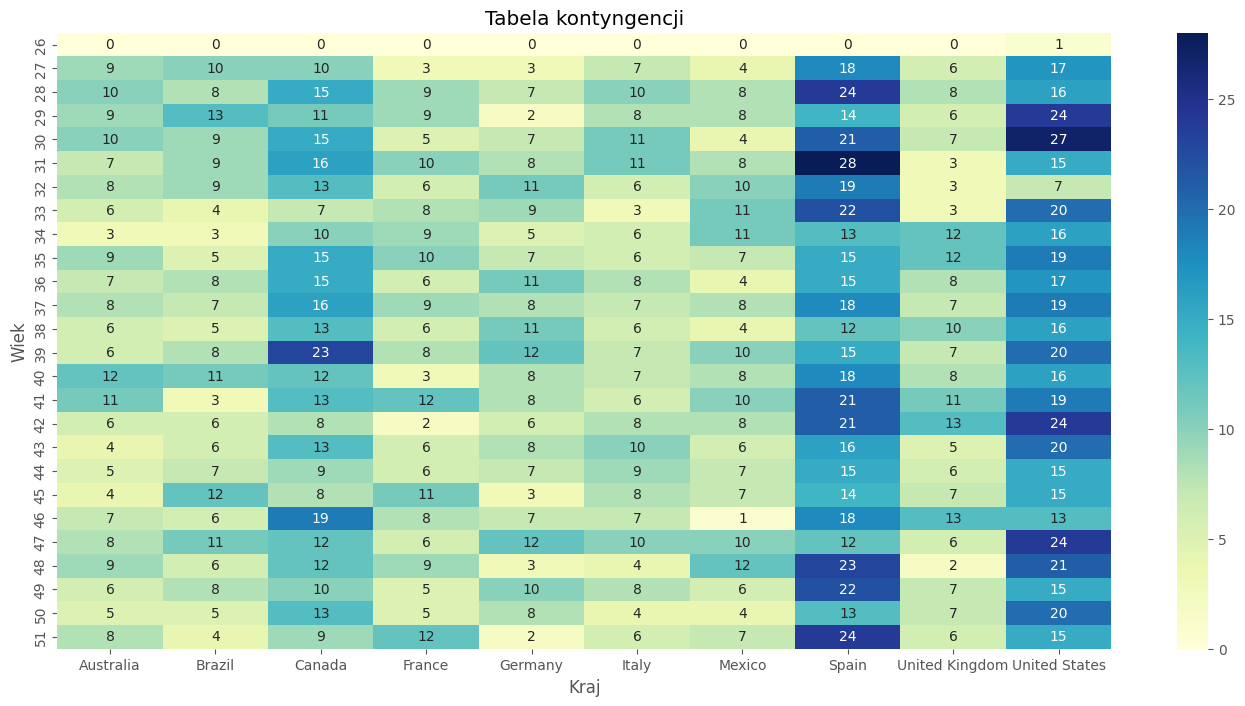 Tabela kontyngencji
Wiek
26 0 0 0 0 0 0 0 0 0 1
27 9 10 10 3 3 7 4 18 6 17
28 10 8 15 9 7 10 8 24 8 16
29 9 13 11 9 2 8 8 14 6 24
30 10 9 15 5 7 11 4 21 7 27
31 7 9 16 10 8 11 8 28 3 15
32 8 9 13 6 11 6 10 19 3 7
33 6 4 7 8 9 3 11 22 3 20
34 3 3 10 9 5 6 11 13 12 16
35 9 5 15 10 7 6 7 15 12 19
36 7 8 15 6 11 8 4 15 8 17
37 8 7 16 9 8 7 8 18 7 19
38 6 5 13 6 11 6 4 12 10 16
39 6 8 23 8 12 7 10 15 7 20
40 12 11 12 3 8 7 8 18 8 16
41 11 3 13 12 8 6 10 21 11 19
42 6 6 8 2 6 8 8 21 13 24
43 4 6 13 6 8 10 6 16 5 20
44 5 7 9 6 7 9 7 15 6 15
45 4 12 8 11 3 8 7 14 7 15
46 7 6 19 8 7 7 1 18 13 13
47 8 11 12 6 12 10 10 12 6 24
48 9 6 12 9 3 4 12 23 2 21
49 6 8 10 5 10 8 6 22 7 15
50 5 5 13 5 8 4 4 13 7 20
51 8 4 9 12 2 6 7 24 6 15
Australia Brazil Canada France Germany Italy Mexico Spain United Kingdom United States
Kraj
25
20
15
10
5
0